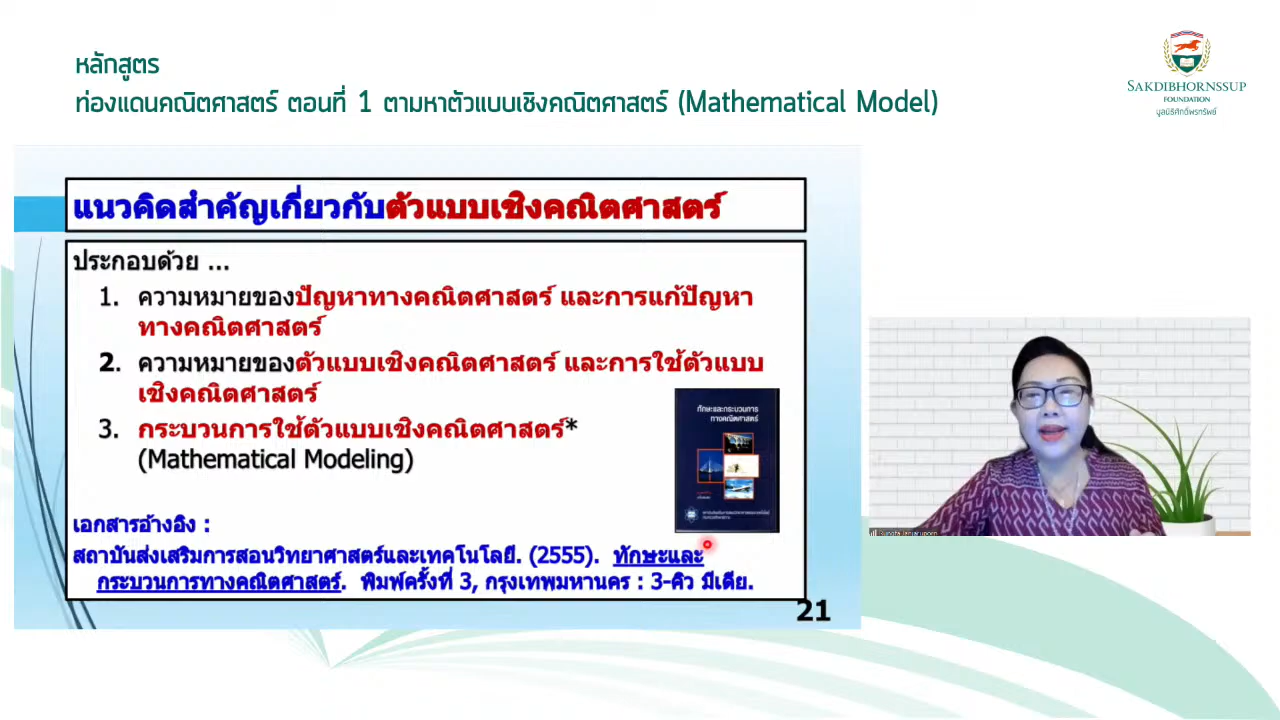 หลักสูตร
ท่องแดนคณิตศาสตร์ ตอนที่ 1 ตามหาตัวแบบเชิงคณิตศาสตร์ (Mathematical Model)
SAKDIBHORNSSUP
FOUNDATION
มูลนิธิศักดิ์พรทรัพย์
แนวคิดสำคัญเกี่ยวกับตัวแบบเชิงคณิตศาสตร์
ประกอบด้วย ...
1. ความหมายของปัญหาทางคณิตศาสตร์ และการแก้ปัญหา
ทางคณิตศาสตร์
2. ความหมายของตัวแบบเชิงคณิตศาสตร์ และการใช้ตัวแบบ
เชิงคณิตศาสตร์
3. กระบวนการใช้ตัวแบบเชิงคณิตศาสตร์*
(Mathematical Modeling)
ทักษะและกระบวนการ
ทางคณิตศาสตร์
เอกสารอ้างอิง :
สถาบันส่งเสริมการสอนวิทยาศาสตร์และเทคโนโลยี. (2555). ทักษะและ
กระบวนการทางคณิตศาสตร์. พิมพ์ครั้งที่ 3, กรุงเทพมหานคร : 3-คิว มีเดีย.
21